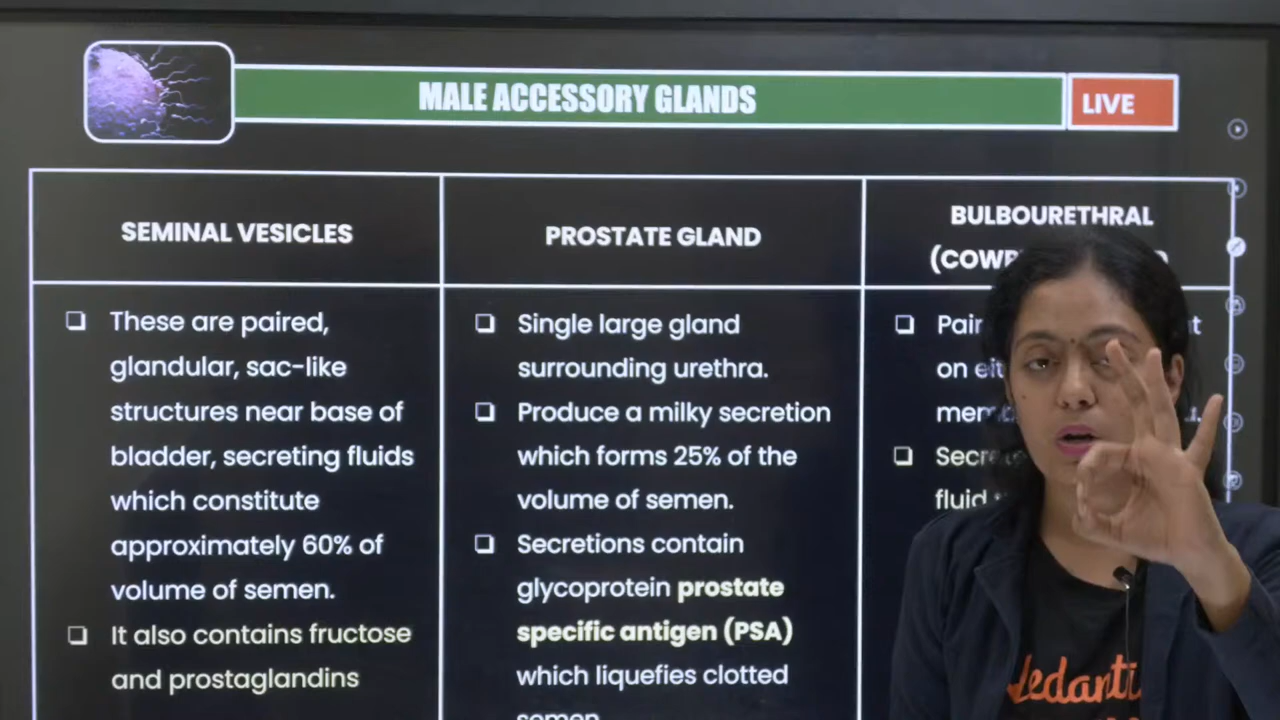 MALE ACCESSORY GLANDS
LIVE
SEMINAL VESICLES
These are paired,
glandular, sac-like
structures near base of
bladder, secreting fluids
which constitute
approximately 60% of
volume of semen.
It also contains fructose
and prostaglandins
PROSTATE GLAND
Single large gland
surrounding urethra.
Produce a milky secretion
which forms 25% of the
volume of semen.
Secretions contain
glycoprotein prostate
specific antigen (PSA)
which liquefies clotted
semen
BULBOURETHRAL
on
fluid